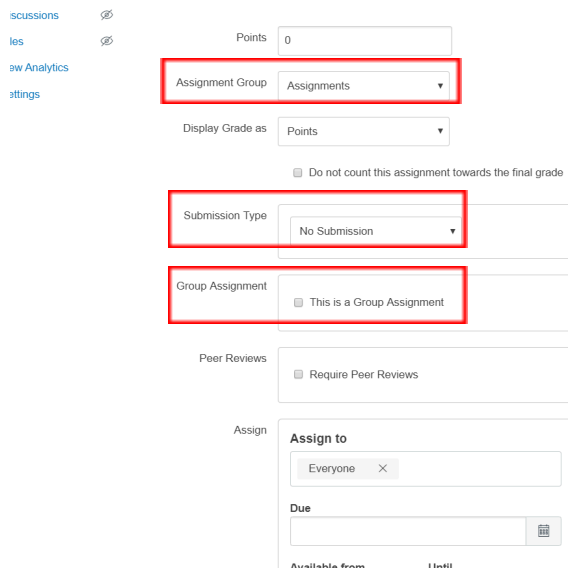 iscussions
Points
0
les
ew Analytics
Assignment Group
Assignments
ettings
Display Grade as
Points
Do not count this assignment towards the final grade
Submission Type
No Submission
Group Assignment
This is a Group Assignment
Peer Reviews
Require Peer Reviews
Assign
Assign to
Everyone
Due
Available from
Until